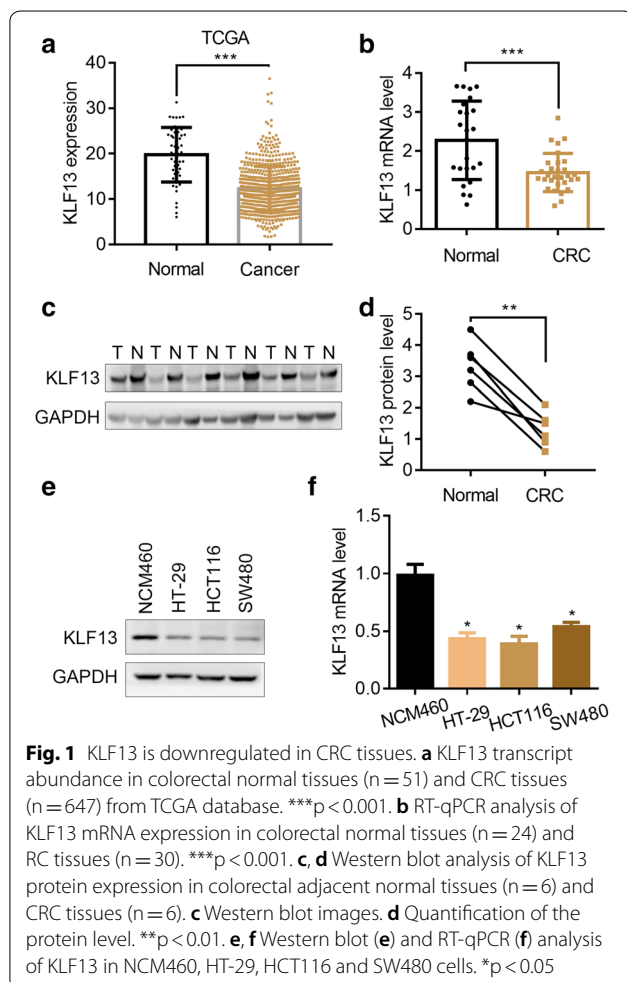 a
TCGA
***
KLF13 expression
40
30
20
10
0
Normal Cancer
b
***
KLF13 mRNA level
4
3
2
1
0
Normal CRC
c
T N T N T N T N T N T N
KLF13
GAPDH
d
**
KLF13 protein level
5
4
3
2
1
0
Normal CRC
e
NCM460 HT-29 HCT116 SW480
KLF13
GAPDH
f
KLF13 mRNA level
1.5
1.0
0.5
0.0
* * *
NCM460 HT-29 HCT116 SW480
Fig. 1 KLF13 is downregulated in CRC tissues. a KLF13 transcript
abundance in colorectal normal tissues (n = 51) and CRC tissues
(n = 647) from TCGA database. ***p < 0.001. b RT-qPCR analysis of
KLF13 mRNA expression in colorectal normal tissues (n = 24) and
RC tissues (n = 30). ***p < 0.001. c, d Western blot analysis of KLF13
protein expression in colorectal adjacent normal tissues (n = 6) and
CRC tissues (n = 6). c Western blot images. d Quantification of the
protein level. **p < 0.01. e, f Western blot (e) and RT-qPCR (f) analysis
of KLF13 in NCM460, HT-29, HCT116 and SW480 cells. *p < 0.05